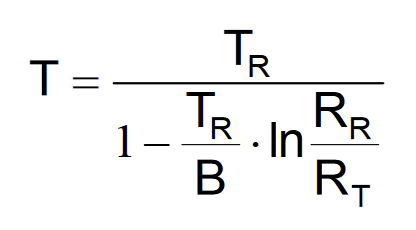 T = T_R / (1 − T_R/B · ln R_R/R_T)